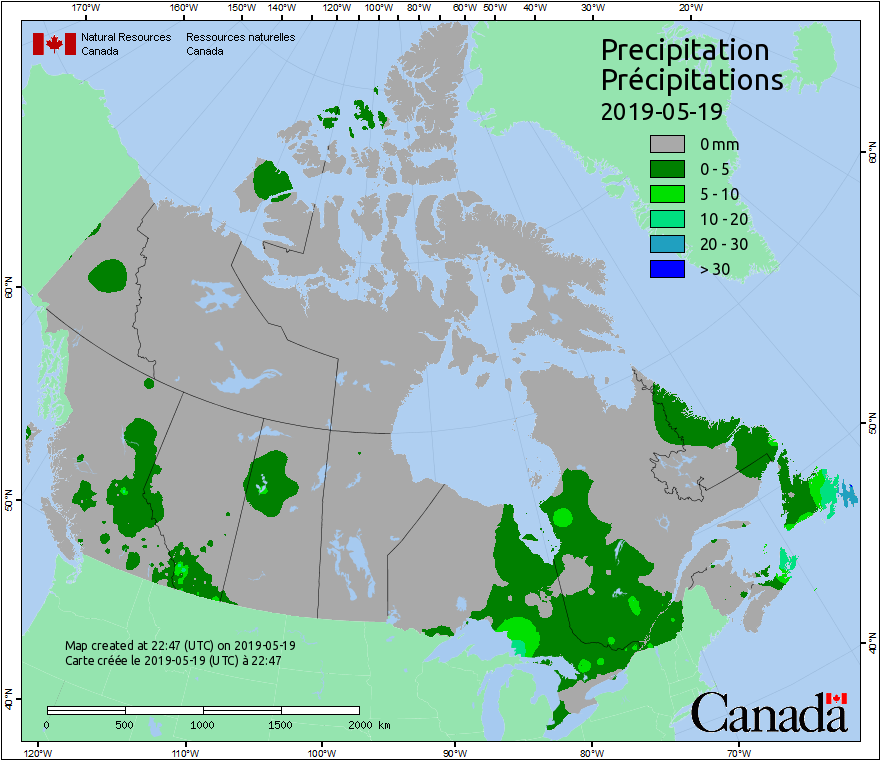 170°W 160°W 150°W 140°W 120°W 100°W 80°W 60°W 50°W 40°W 30°W 20°W
Natural Resources Ressources naturelles
Canada Canada
Precipitation
Précipitations
2019-05-19
0 mm
0 - 5
5 - 10
10 - 20
20 - 30
> 30
60°N
60°N
50°N
50°N
40°N
40°N
Map created at 22:47 (UTC) on 2019-05-19
Carte créée le 2019-05-19 (UTC) à 22:47
0 500 1000 1500 2000 km
Canada
120°W 110°W 100°W 90°W 80°W 70°W